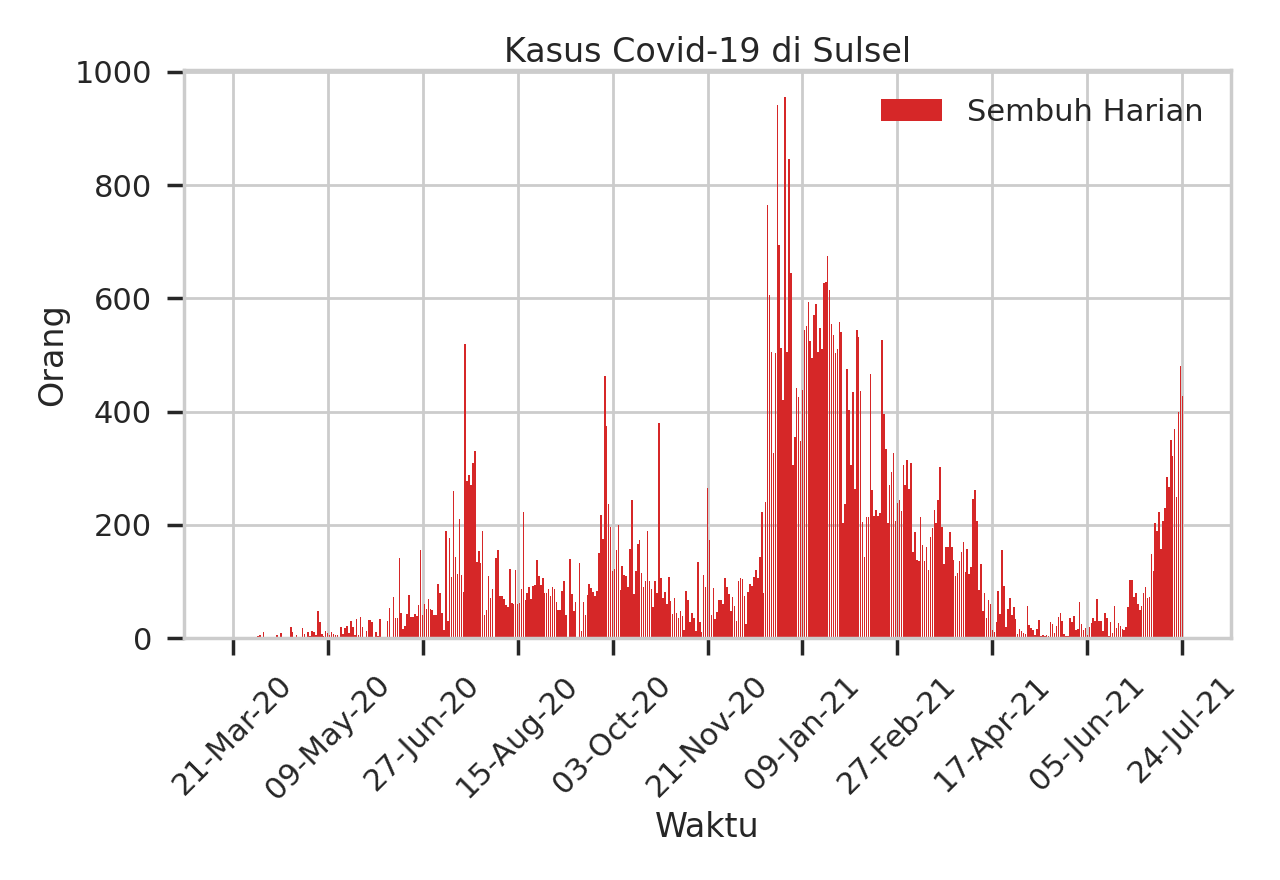 Kasus Covid-19 di Sulsel
Sembuh Harian
Orang
1000
800
600
400
200
0
21-Mar-20
09-May-20
27-Jun-20
15-Aug-20
03-Oct-20
21-Nov-20
09-Jan-21
27-Feb-21
17-Apr-21
05-Jun-21
24-Jul-21
Waktu